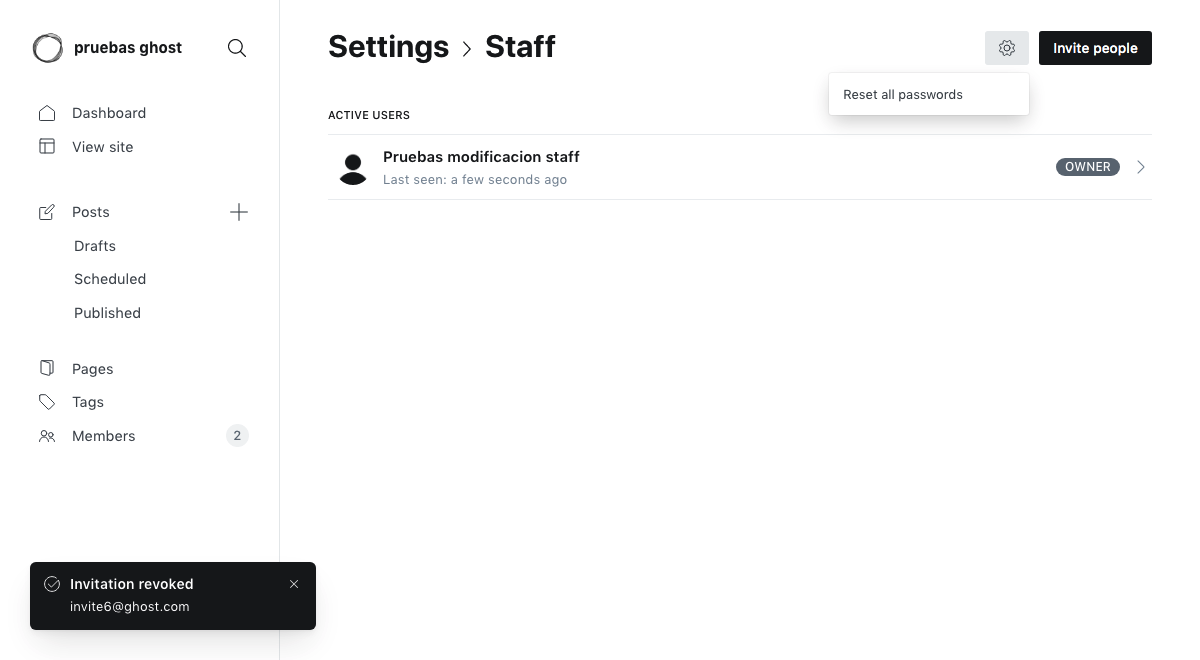 pruebas ghost
Dashboard
View site
Posts
Drafts
Scheduled
Published
Pages
Tags
Members
2
Settings > Staff
Invite people
Reset all passwords
ACTIVE USERS
Pruebas modificacion staff
Last seen: a few seconds ago
OWNER
Invitation revoked
invite6@ghost.com